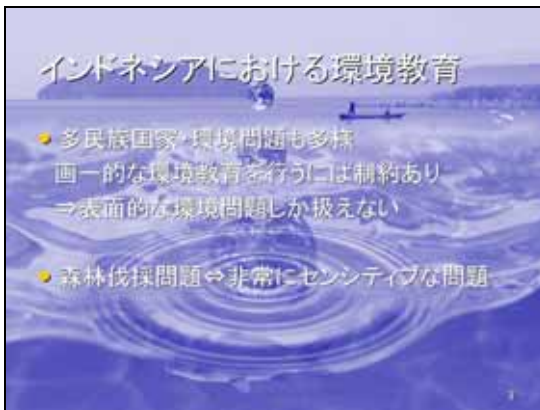 インドネシアにおける環境教育
多民族国家・環境問題も多様
画一的な環境教育を行うには制約あり
⇒表面的な環境問題しか扱えない
森林伐採問題⇔非常にセンシティブな問題